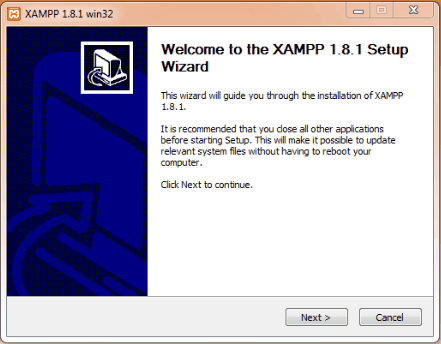 XAMPP 1.8.1 win32
Welcome to the XAMPP 1.8.1 Setup
Wizard
This wizard will guide you through the installation of XAMPP
1.8.1.
It is recommended that you close all other applications
before starting Setup. This will make it possible to update
relevant system files without having to reboot your
computer.
Click Next to continue.
Next >
Cancel